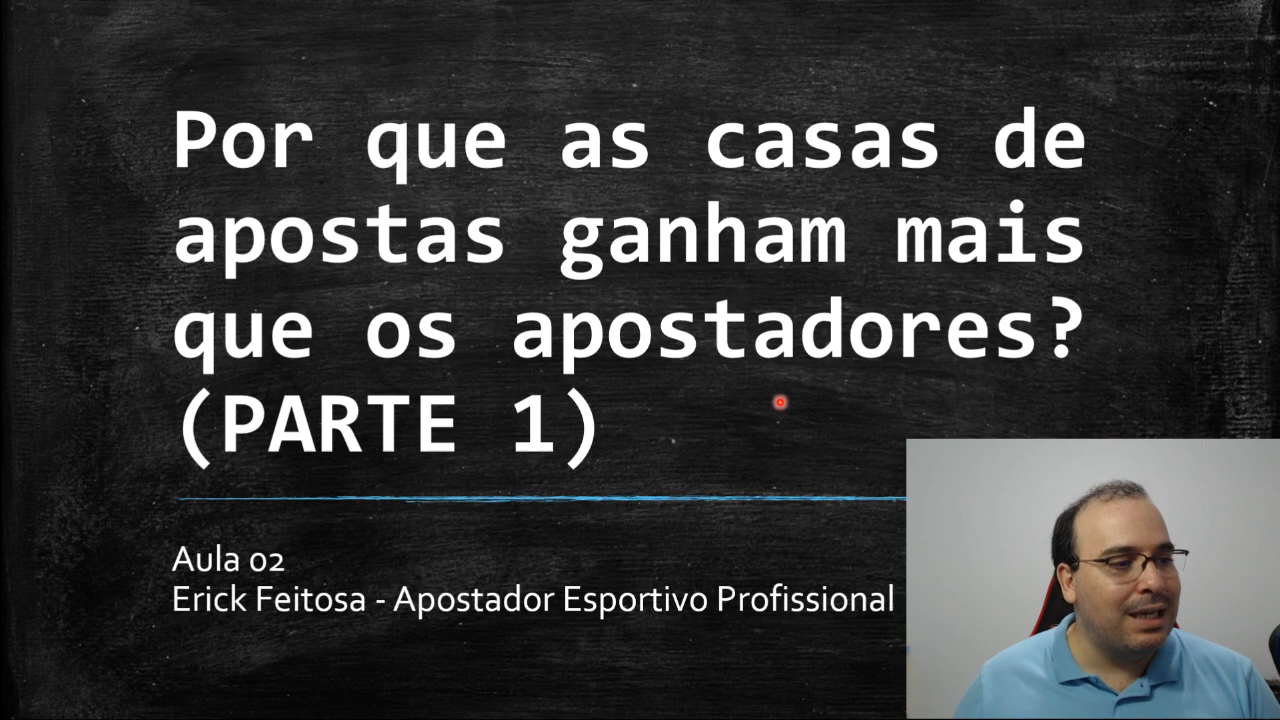 Por que as casas de
apostas ganham mais
que os apostadores?
(PARTE 1)
Aula 02
Erick Feitosa - Apostador Esportivo Profissional